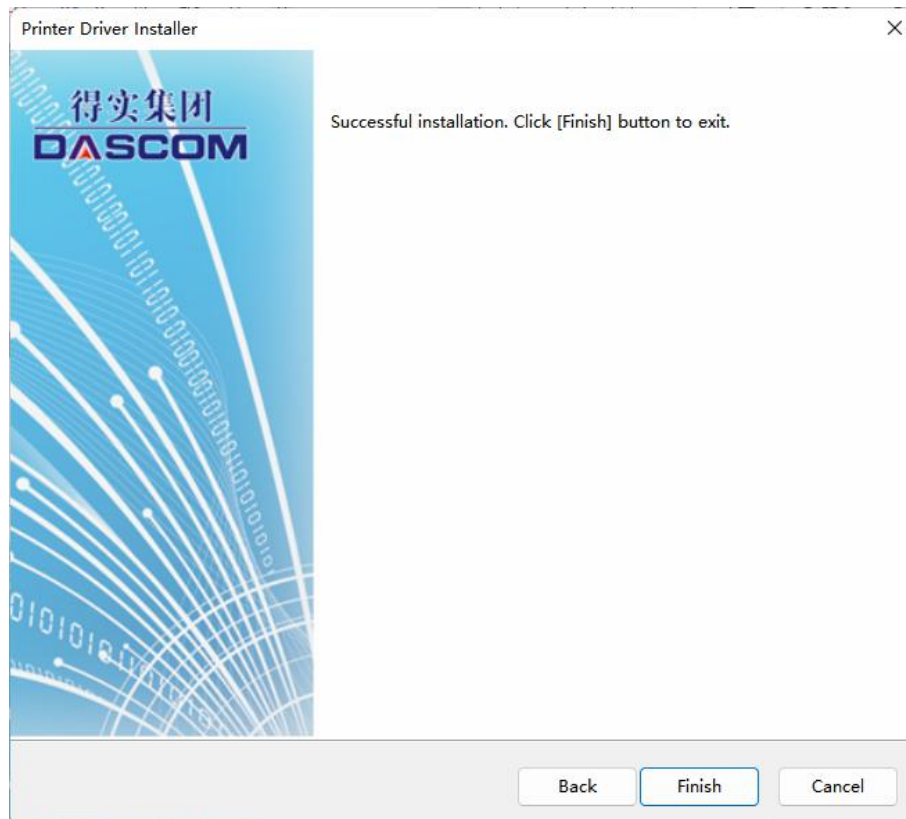 Printer Driver Installer
得实集团
DASCOM
Successful installation. Click [Finish] button to exit.
Back
Finish
Cancel